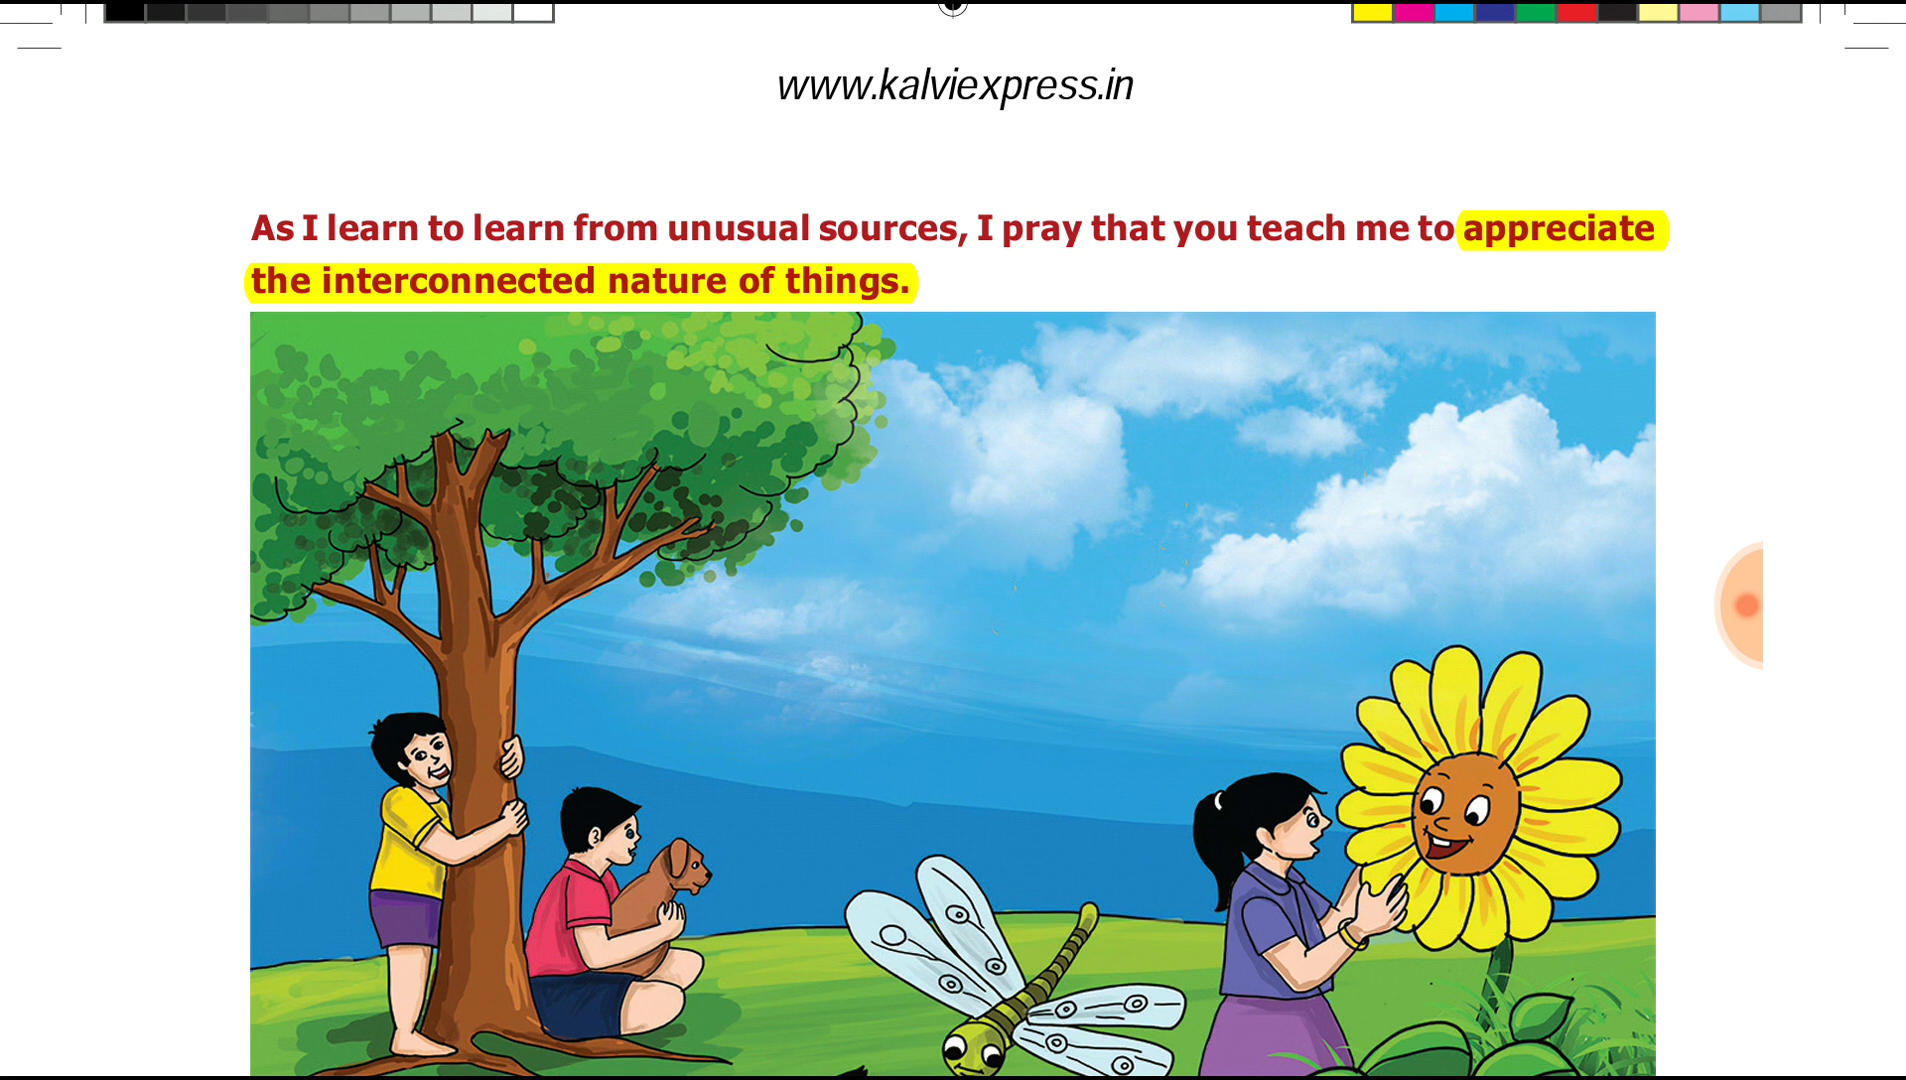 www.kalviexpress.in
As I learn to learn from unusual sources, I pray that you teach me to appreciate
the interconnected nature of things.